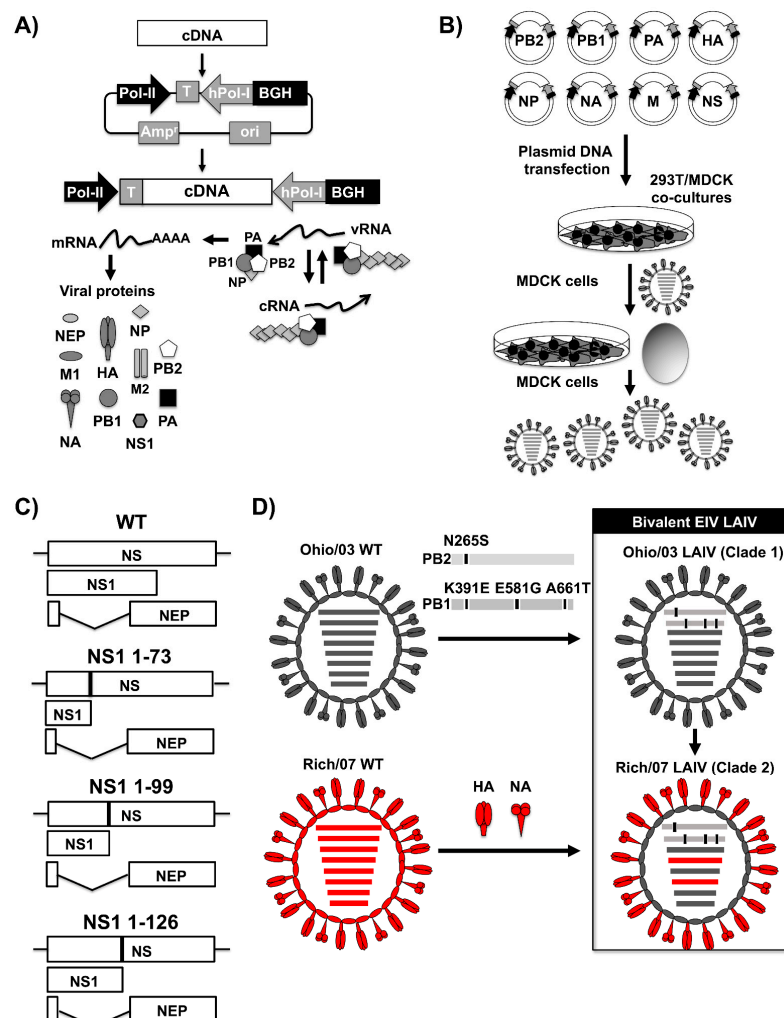 A)
cDNA
Pol-II
T
hPol-I
BGH
Ampr
ori
Pol-II
T
cDNA
hPol-I
BGH
mRNA
AAAA
PA
PB1
PB2
NP
vRNA
cRNA
Viral proteins
NEP
HA
NP
M1
M2
PB2
NA
PB1
NS1
PA
B)
PB2
PB1
PA
HA
NP
NA
M
NS
Plasmid DNA
transfection
293T/MDCK
co-cultures
MDCK cells
MDCK cells
C)
WT
NS
NS1
NEP
NS1 1-73
NS
NS1
NEP
NS1 1-99
NS
NS1
NEP
NS1 1-126
NS
NS1
NEP
D)
Ohio/03 WT
N265S
PB2
K391E E581G A661T
PB1
Bivalent EIV LAIV
Ohio/03 LAIV (Clade 1)
Rich/07 WT
HA
NA
Rich/07 LAIV (Clade 2)